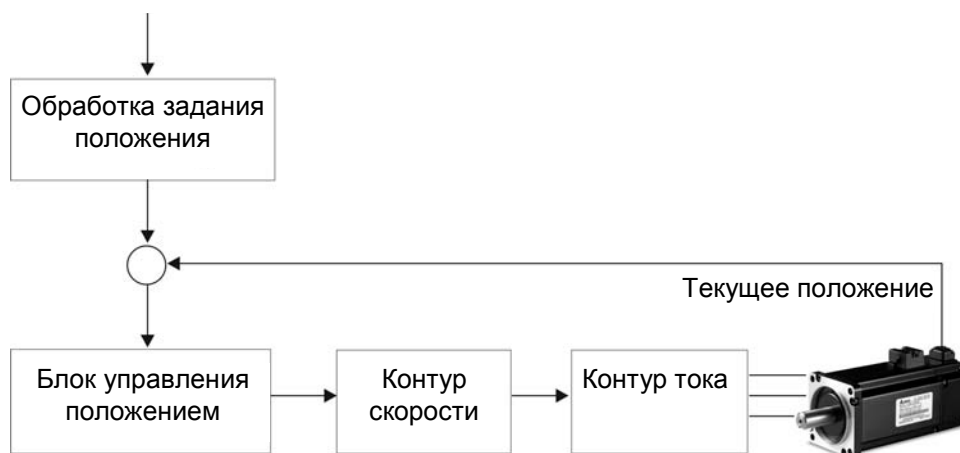 Обработка задания
положения
Текущее положение
Блок управления
положением
Контур
скорости
Контур тока